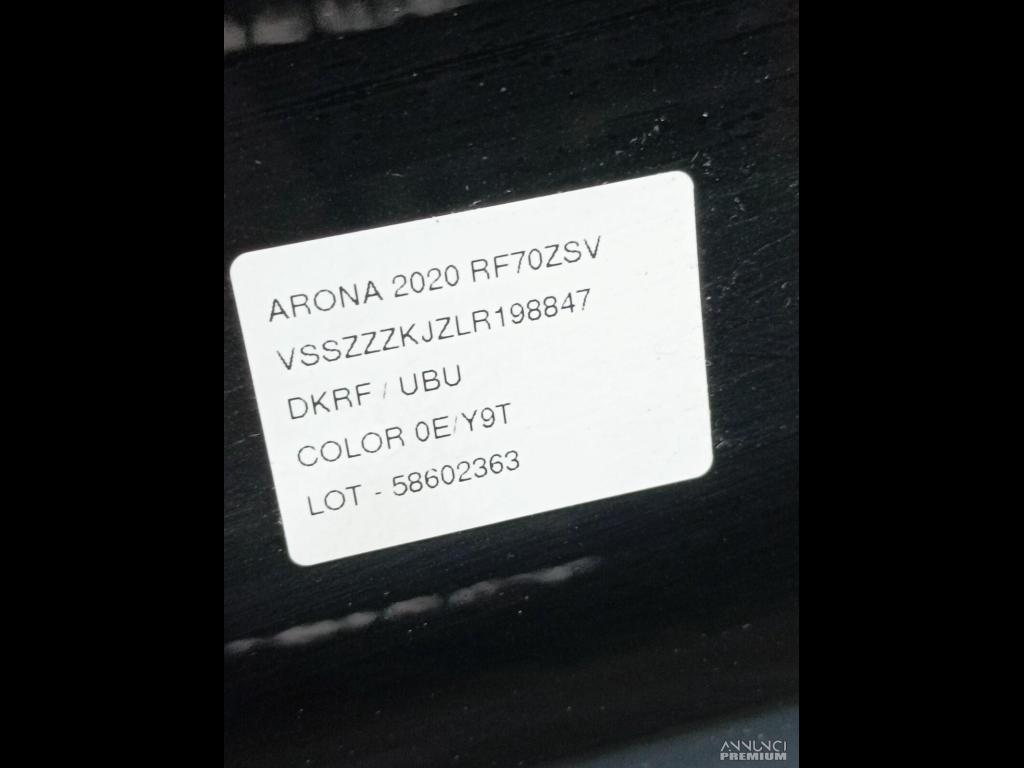 ARONA 2020 RF70ZSV
VSSZZZKJZLR198847
DKRF / UBU
COLOR 0E/Y9T
LOT - 58602363
ANNUNCI
PREMIUM